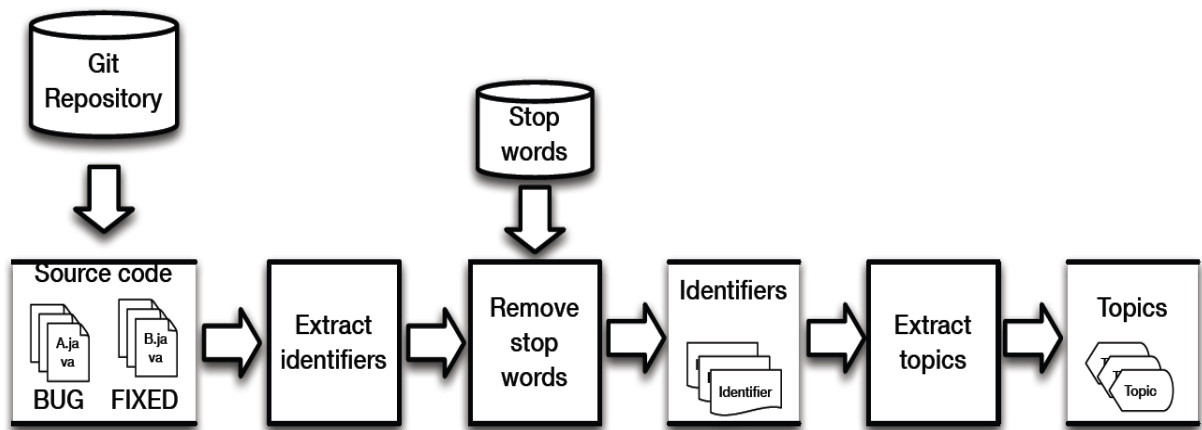 Git
Repository
Stop
words
Source code
A.ja
va
B.ja
va
BUG FIXED
Extract
identifiers
Remove
stop
words
Identifiers
Identifier
Extract
topics
Topics
Topic